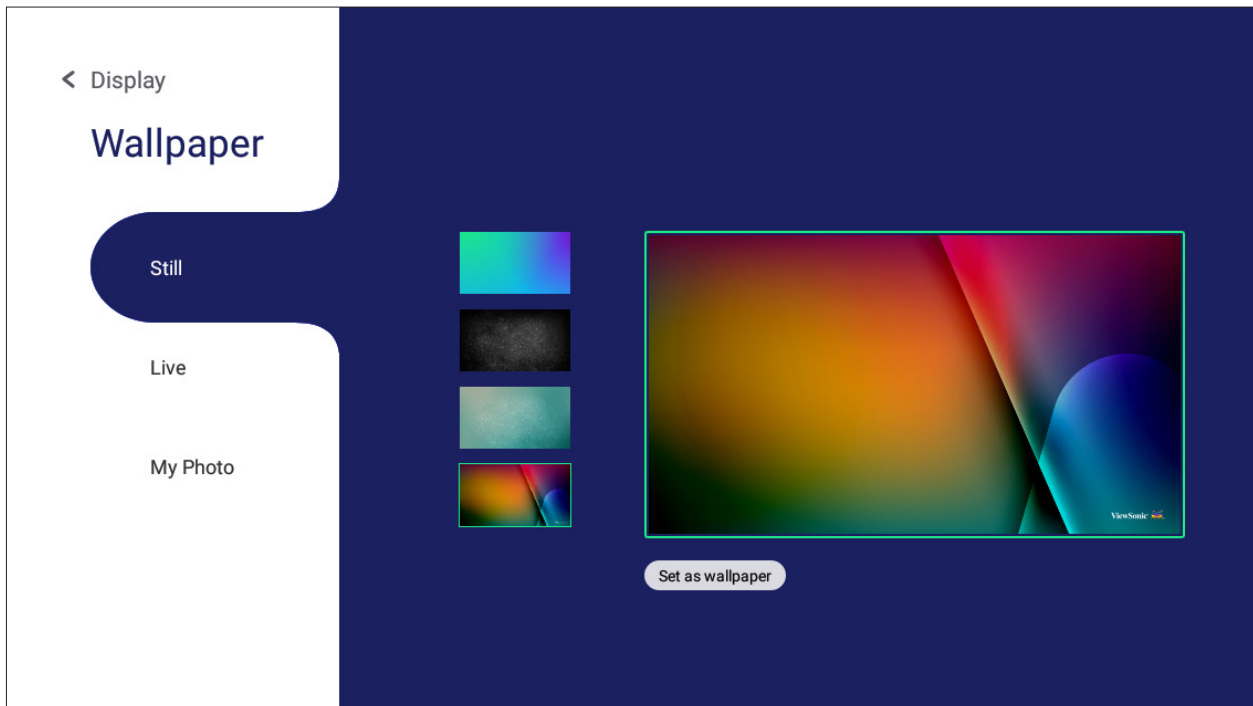 Display
Wallpaper
Still
Live
My Photo
ViewSonic
Set as wallpaper